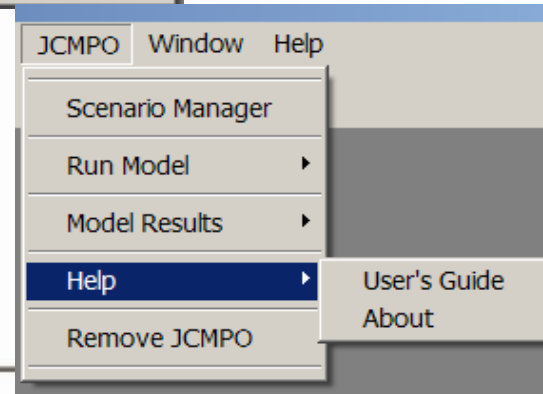 JCMPO Window Help
Scenario Manager
Run Model
Model Results
Help
User's Guide
About
Remove JCMPO